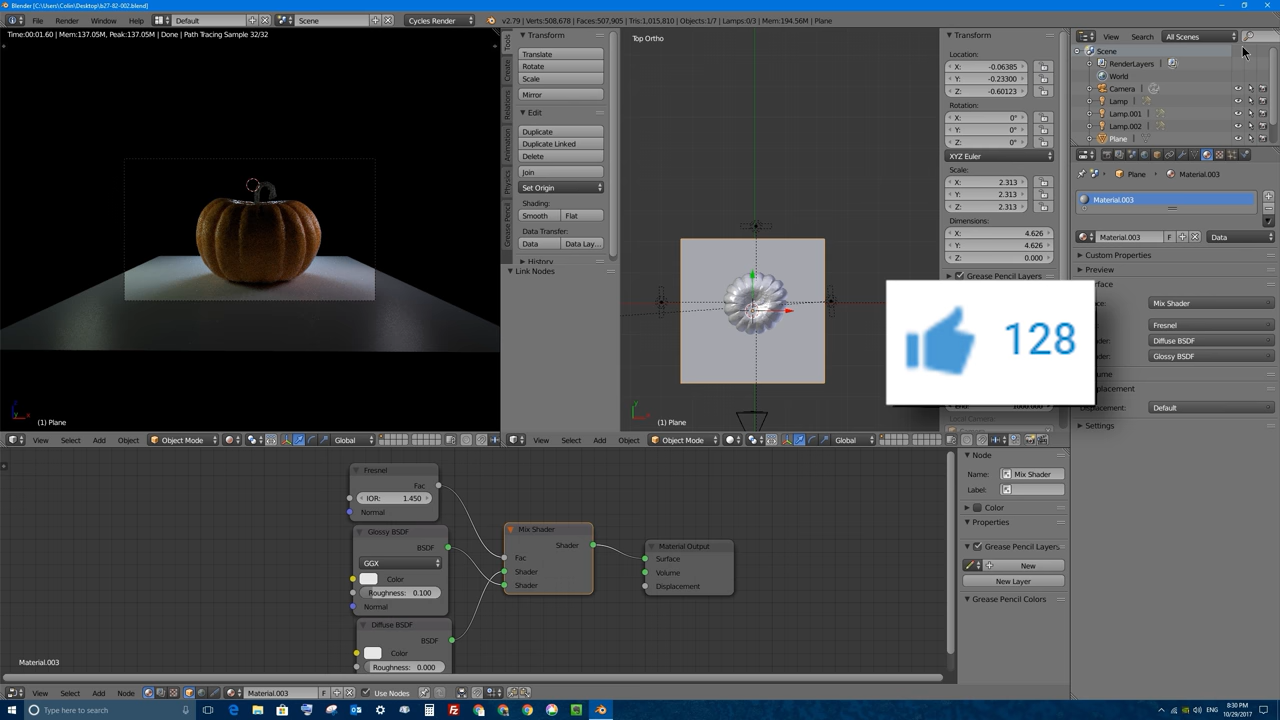 Blender [C:\Users\Colin\Desktop\b27-82-002.blend]
File Render Window Help Default Scene Cycles Render v2.79 | Verts:508,678 | Faces:507,905 | Tris:1,015,810 | Objects:1/7 | Lamps:0/3 | Mem:194.56M | Plane
Time:00:01.60 | Mem:137.05M, Peak:137.05M | Done | Path Tracing Sample 32/32
(1) Plane
View Select Add Object Object Mode Global
Tools
Create
Relations
Animation
Physics
Grease Pencil
Transform
Translate
Rotate
Scale
Mirror
Edit
Duplicate
Duplicate Linked
Delete
Join
Set Origin
Shading:
Smooth Flat
Data Transfer:
Data Data Lay...
History
Link Nodes
Top Ortho
(1) Plane
View Select Add Object Object Mode Global
Transform
Location:
X: -0.06385
Y: -0.23300
Z: -0.60123
Rotation:
X: 0°
Y: 0°
Z: 0°
XYZ Euler
Scale:
X: 2.313
Y: 2.313
Z: 2.313
Dimensions:
X: 4.626
Y: 4.626
Z: 0.000
Grease Pencil Layers
128
View Search All Scenes
Scene
RenderLayers
World
Camera
Lamp
Lamp.001
Lamp.002
Plane
Plane Material.003
Material.003
Material.003 F Data
Custom Properties
Preview
Mix Shader
Fresnel
Diffuse BSDF
Glossy BSDF
Displacement: Default
Settings
Fresnel
Fac
IOR: 1.450
Normal
Glossy BSDF
BSDF
GGX
Color
Roughness: 0.100
Normal
Diffuse BSDF
BSDF
Color
Roughness: 0.000
Mix Shader
Shader
Fac
Shader
Shader
Material Output
Surface
Volume
Displacement
Material.003
Node
Name: Mix Shader
Label:
Color
Properties
Grease Pencil Layers
New
New Layer
Grease Pencil Colors
View Select Add Node Material.003 F Use Nodes
Type here to search
ENG
8:30 PM
10/29/2017